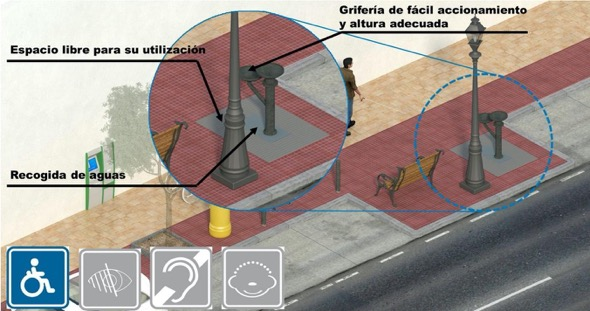 Grifería de fácil accionamiento
y altura adecuada
Espacio libre para su utilización
Recogida de aguas